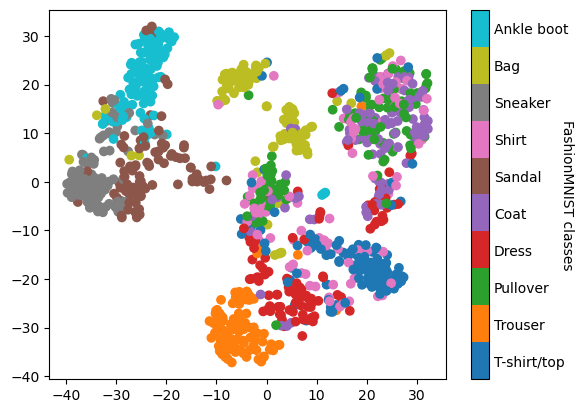 30
20
10
0
−10
−20
−30
−40
−40
−30
−20
−10
0
10
20
30
Ankle boot
Bag
Sneaker
Shirt
Sandal
Coat
Dress
Pullover
Trouser
T-shirt/top
FashionMNIST classes